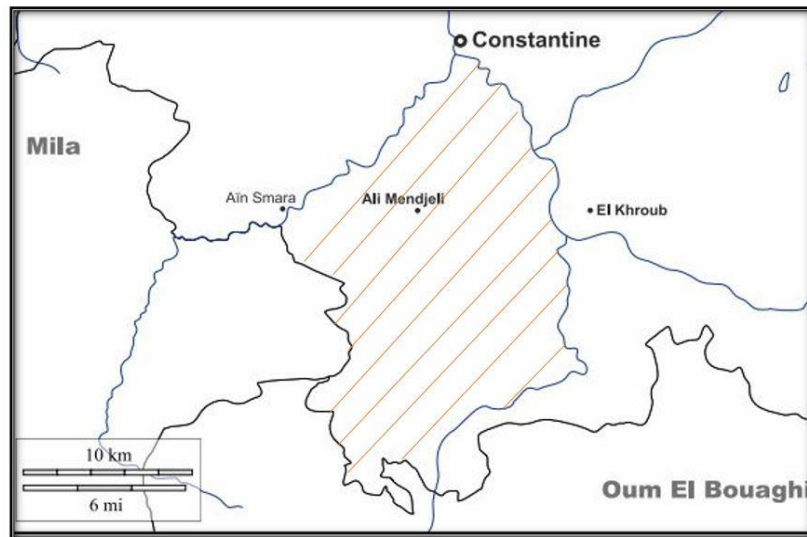 Constantine
Mila
Aïn Smara
Ali Mendjeli
El Khroub
10 km
6 mi
Oum El Bouaghi